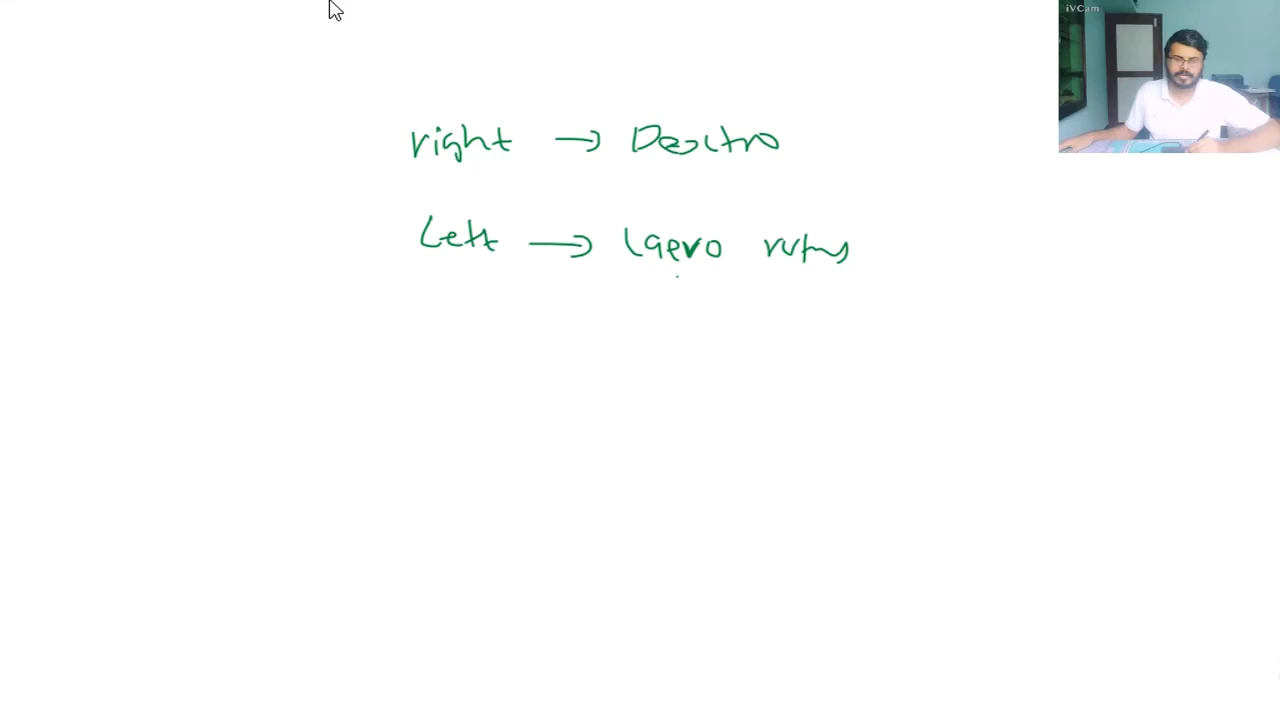 iVCam
right → Dextro
Left → laevo